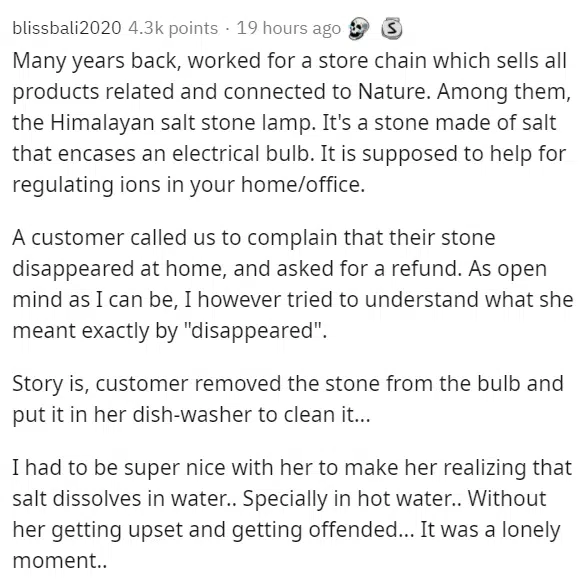 blissbali2020 4.3k points · 19 hours ago
Many years back, worked for a store chain which sells all
products related and connected to Nature. Among them,
the Himalayan salt stone lamp. It's a stone made of salt
that encases an electrical bulb. It is supposed to help for
regulating ions in your home/office.
A customer called us to complain that their stone
disappeared at home, and asked for a refund. As open
mind as I can be, I however tried to understand what she
meant exactly by "disappeared".
Story is, customer removed the stone from the bulb and
put it in her dish-washer to clean it...
I had to be super nice with her to make her realizing that
salt dissolves in water.. Specially in hot water.. Without
her getting upset and getting offended... It was a lonely
moment..